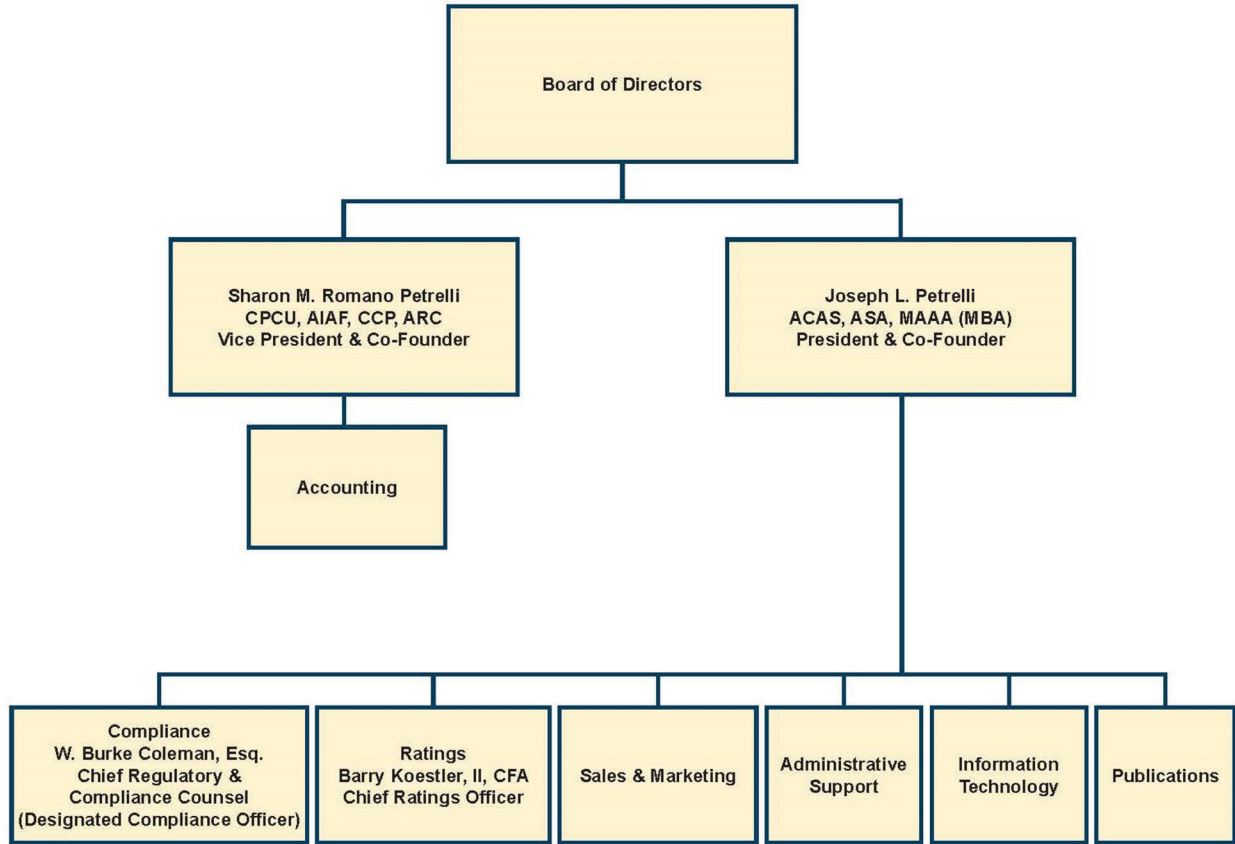 Board of Directors
Sharon M. Romano Petrelli
CPCU, AIAF, CCP, ARC
Vice President & Co-Founder
Joseph L. Petrelli
ACAS, ASA, MAAA (MBA)
President & Co-Founder
Accounting
Compliance
W. Burke Coleman, Esq.
Chief Regulatory &
Compliance Counsel
(Designated Compliance Officer)
Ratings
Barry Koestler, II, CFA
Chief Ratings Officer
Sales & Marketing
Administrative
Support
Information
Technology
Publications